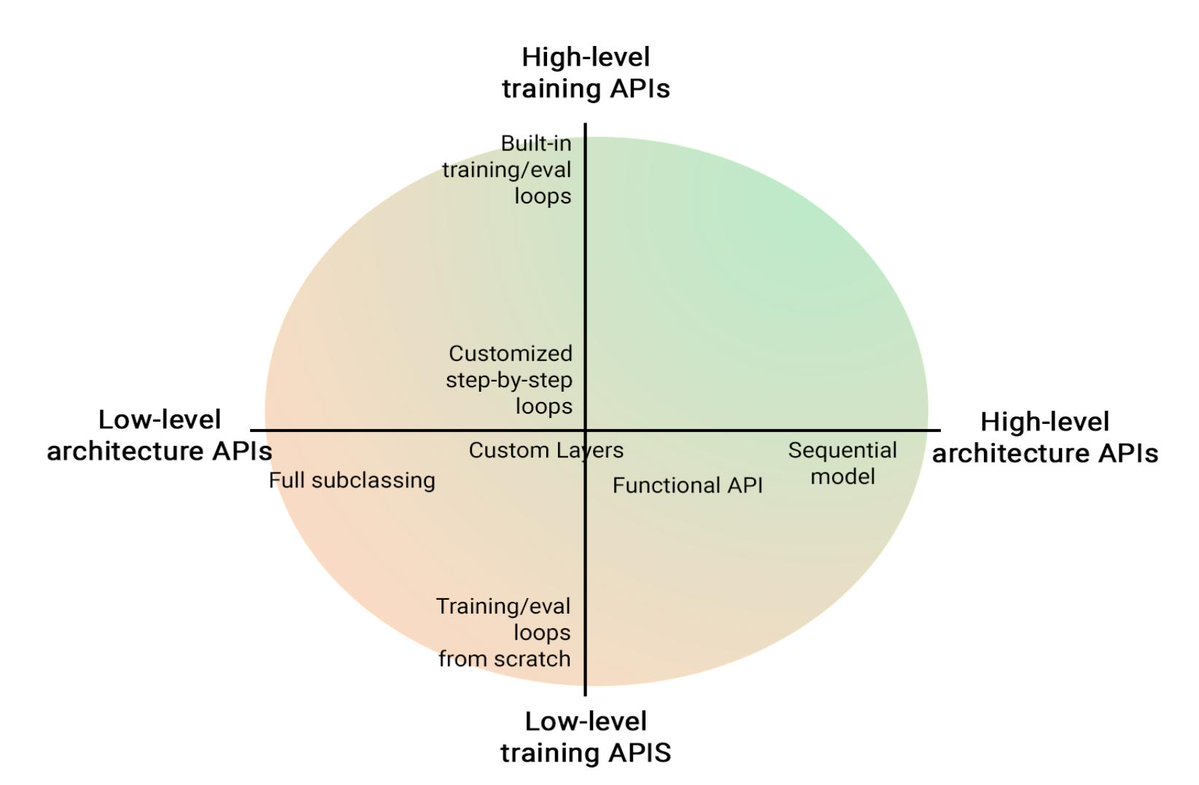 High-level
training APIs
Built-in
training/eval
loops
Customized
step-by-step
loops
Low-level
architecture APIs
High-level
architecture APIs
Custom Layers
Sequential
model
Full subclassing
Functional API
Training/eval
loops
from scratch
Low-level
training APIS